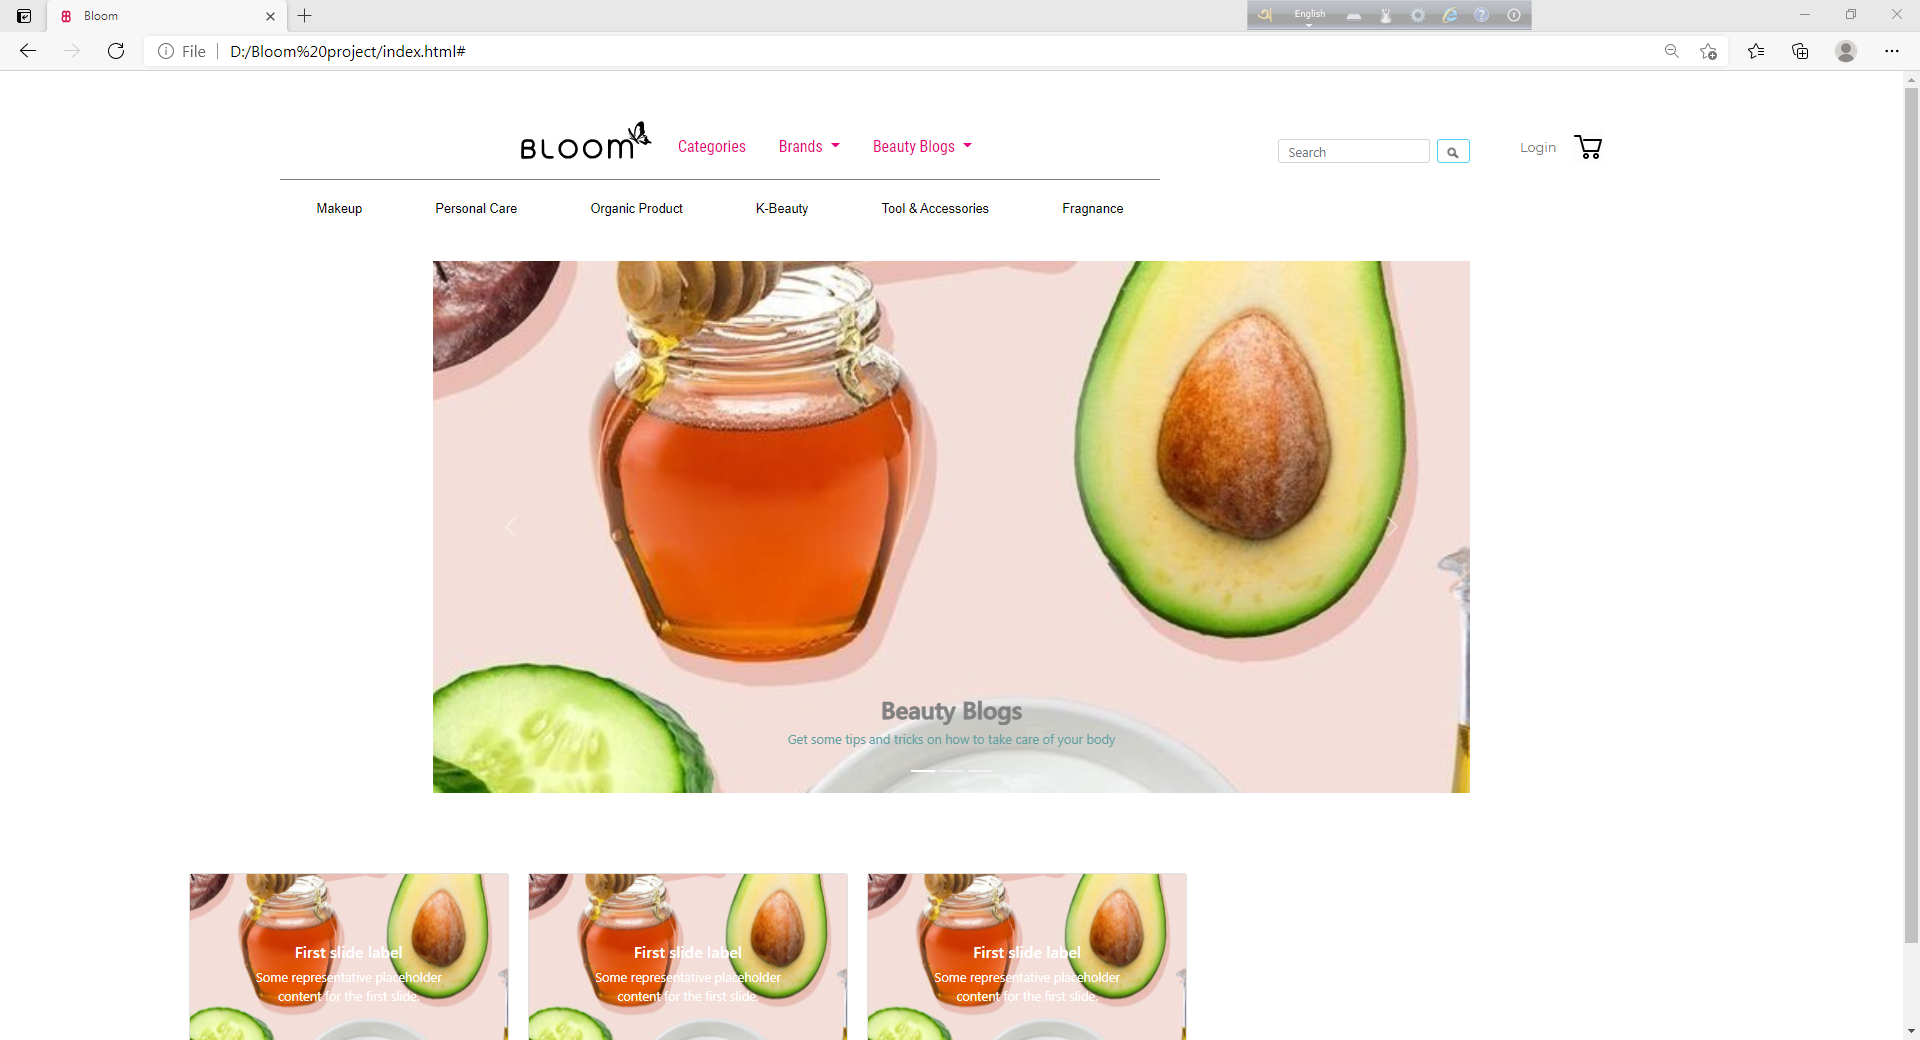 Bloom
English
File
D:/Bloom%20project/index.html#
BLOOM
Categories
Brands
Beauty Blogs
Search
Login
Makeup
Personal Care
Organic Product
K-Beauty
Tool & Accessories
Fragnance
Beauty Blogs
Get some tips and tricks on how to take care of your body
First slide label
Some representative placeholder
content for the first slide.
First slide label
Some representative placeholder
content for the first slide.
First slide label
Some representative placeholder
content for the first slide.